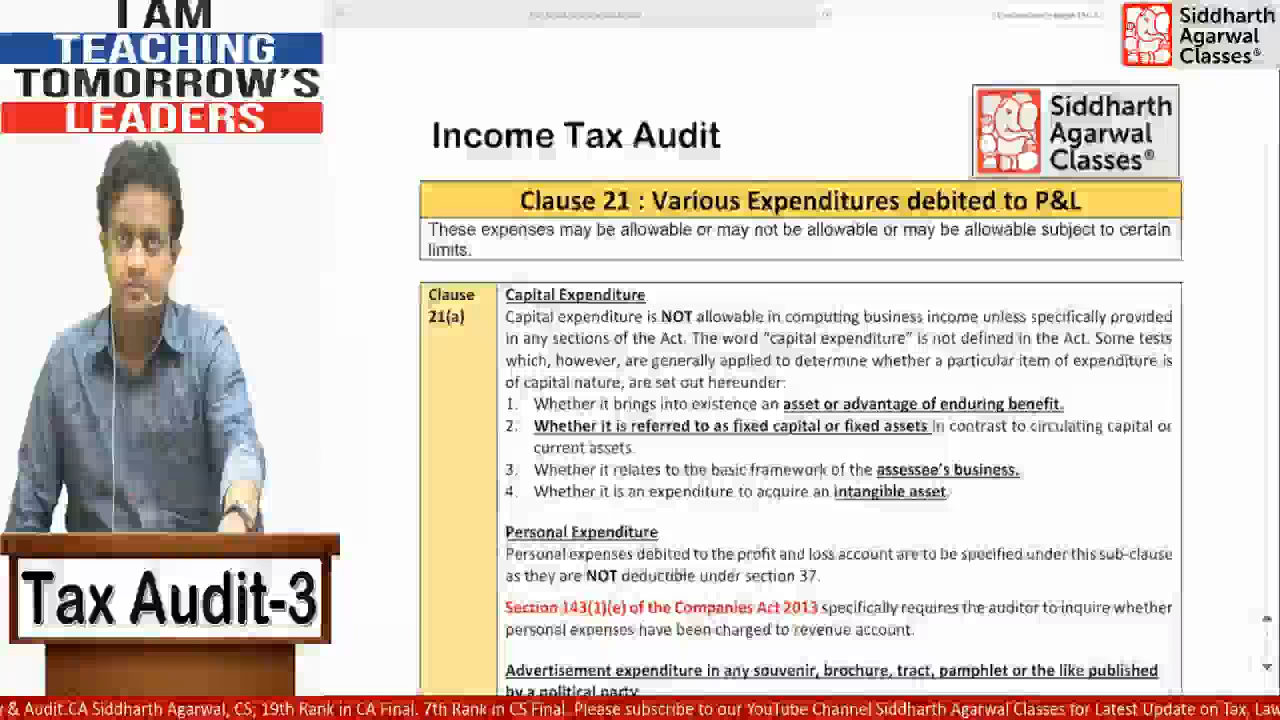 I AM
TEACHING
TOMORROW'S
LEADERS
Siddharth
Agarwal
Classes®
Income Tax Audit
Siddharth
Agarwal
Classes®
Clause 21 : Various Expenditures debited to P&L
These expenses may be allowable or may not be allowable or may be allowable subject to certain
limits.
Clause
21(a)
Capital Expenditure
Capital expenditure is NOT allowable in computing business income unless specifically provided
in any sections of the Act. The word "capital expenditure" is not defined in the Act. Some tests
which, however, are generally applied to determine whether a particular item of expenditure is
of capital nature, are set out hereunder:
1. Whether it brings into existence an asset or advantage of enduring benefit.
2. Whether it is referred to as fixed capital or fixed assets in contrast to circulating capital or
current assets.
3. Whether it relates to the basic framework of the assessee's business.
4. Whether it is an expenditure to acquire an intangible asset.
Personal Expenditure
Personal expenses debited to the profit and loss account are to be specified under this sub-clause
as they are NOT deductible under section 37.
Section 143(1)(e) of the Companies Act 2013 specifically requires the auditor to inquire whether
personal expenses have been charged to revenue account.
Advertisement expenditure in any souvenir, brochure, tract, pamphlet or the like published
by a political party
Tax Audit-3
& Audit.CA Siddharth Agarwal, CS, 19th Rank in CA Final. 7th Rank in CS Final. Please subscribe to our YouTube Channel Siddharth Agarwal Classes for Latest Update on Tax, Law